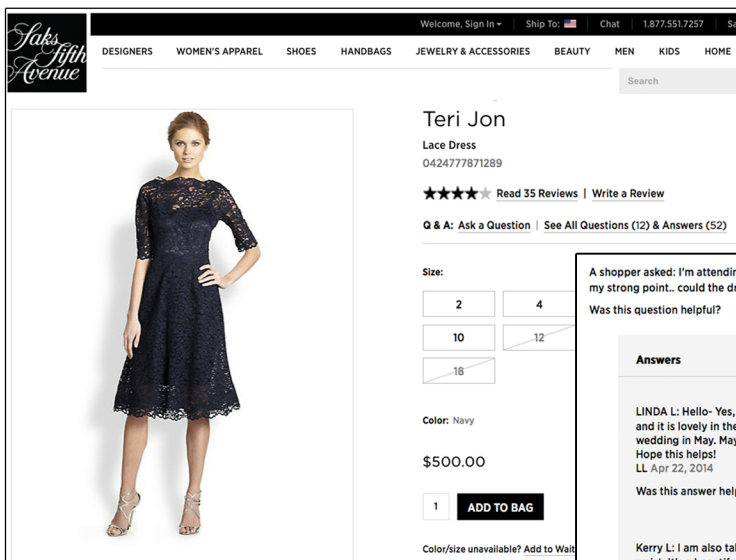 Saks
Fifth
Avenue
Welcome, Sign In
Ship To:
Chat
1.877.551.7257
DESIGNERS
WOMEN'S APPAREL
SHOES
HANDBAGS
JEWELRY & ACCESSORIES
BEAUTY
MEN
KIDS
HOME
Search
Teri Jon
Lace Dress
0424777871289
Read 35 Reviews | Write a Review
Q & A: Ask a Question | See All Questions (12) & Answers (52)
Size:
2
4
10
12
18
Color: Navy
$500.00
1
ADD TO BAG
Color/size unavailable? Add to Wait
A shopper asked: I'm attendin
my strong point.. could the dr
Was this question helpful?
Answers
LINDA L: Hello- Yes,
and it is lovely in the
wedding in May. May
Hope this helps!
LL Apr 22, 2014
Was this answer help
Kerry L: I am also tal